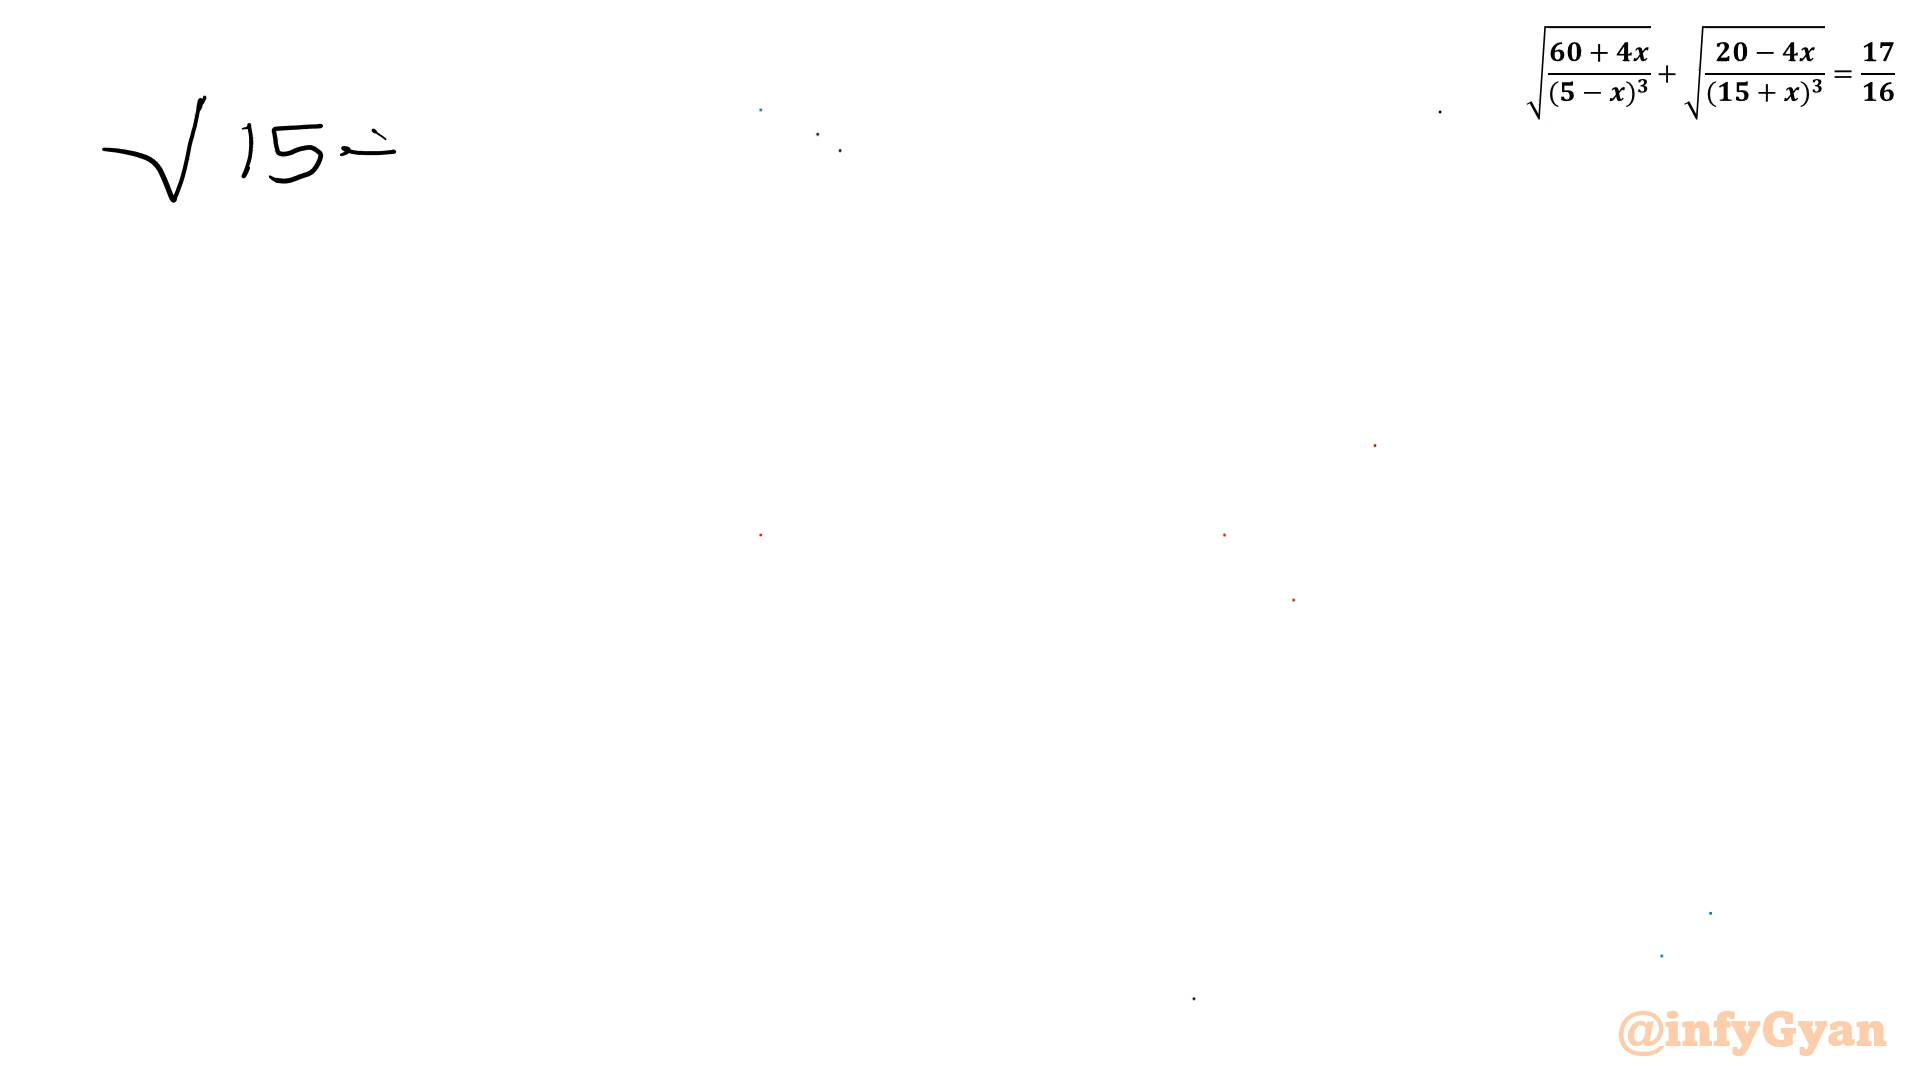 √((60 + 4x)/(5 − x)³) + √((20 − 4x)/(15 + x)³) = 17/16
√ 15 –
@infyGyan